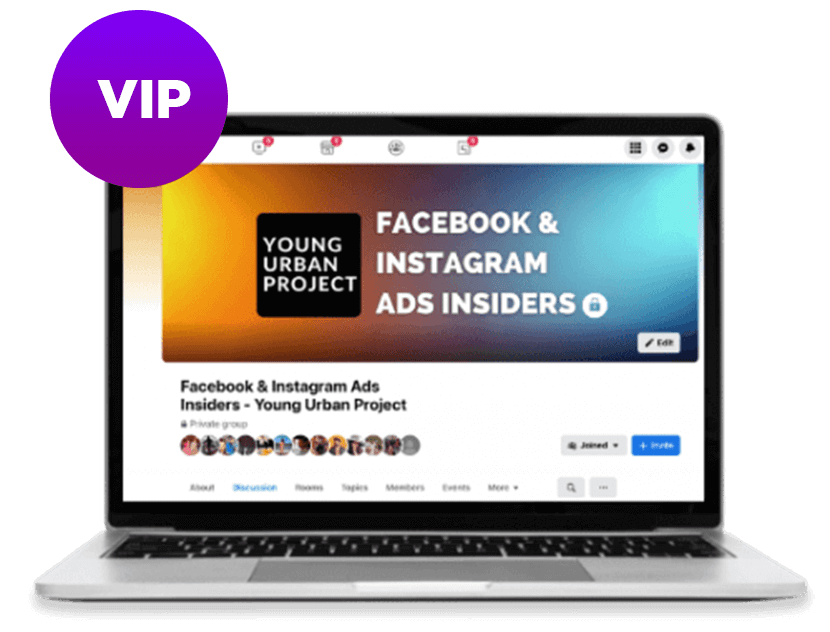 VIP
YOUNG
URBAN
PROJECT
FACEBOOK &
INSTAGRAM
ADS INSIDERS
Edit
Facebook & Instagram Ads
Insiders - Young Urban Project
Private group
Joined
+ Invite
About Discussion Rooms Topics Members Events More